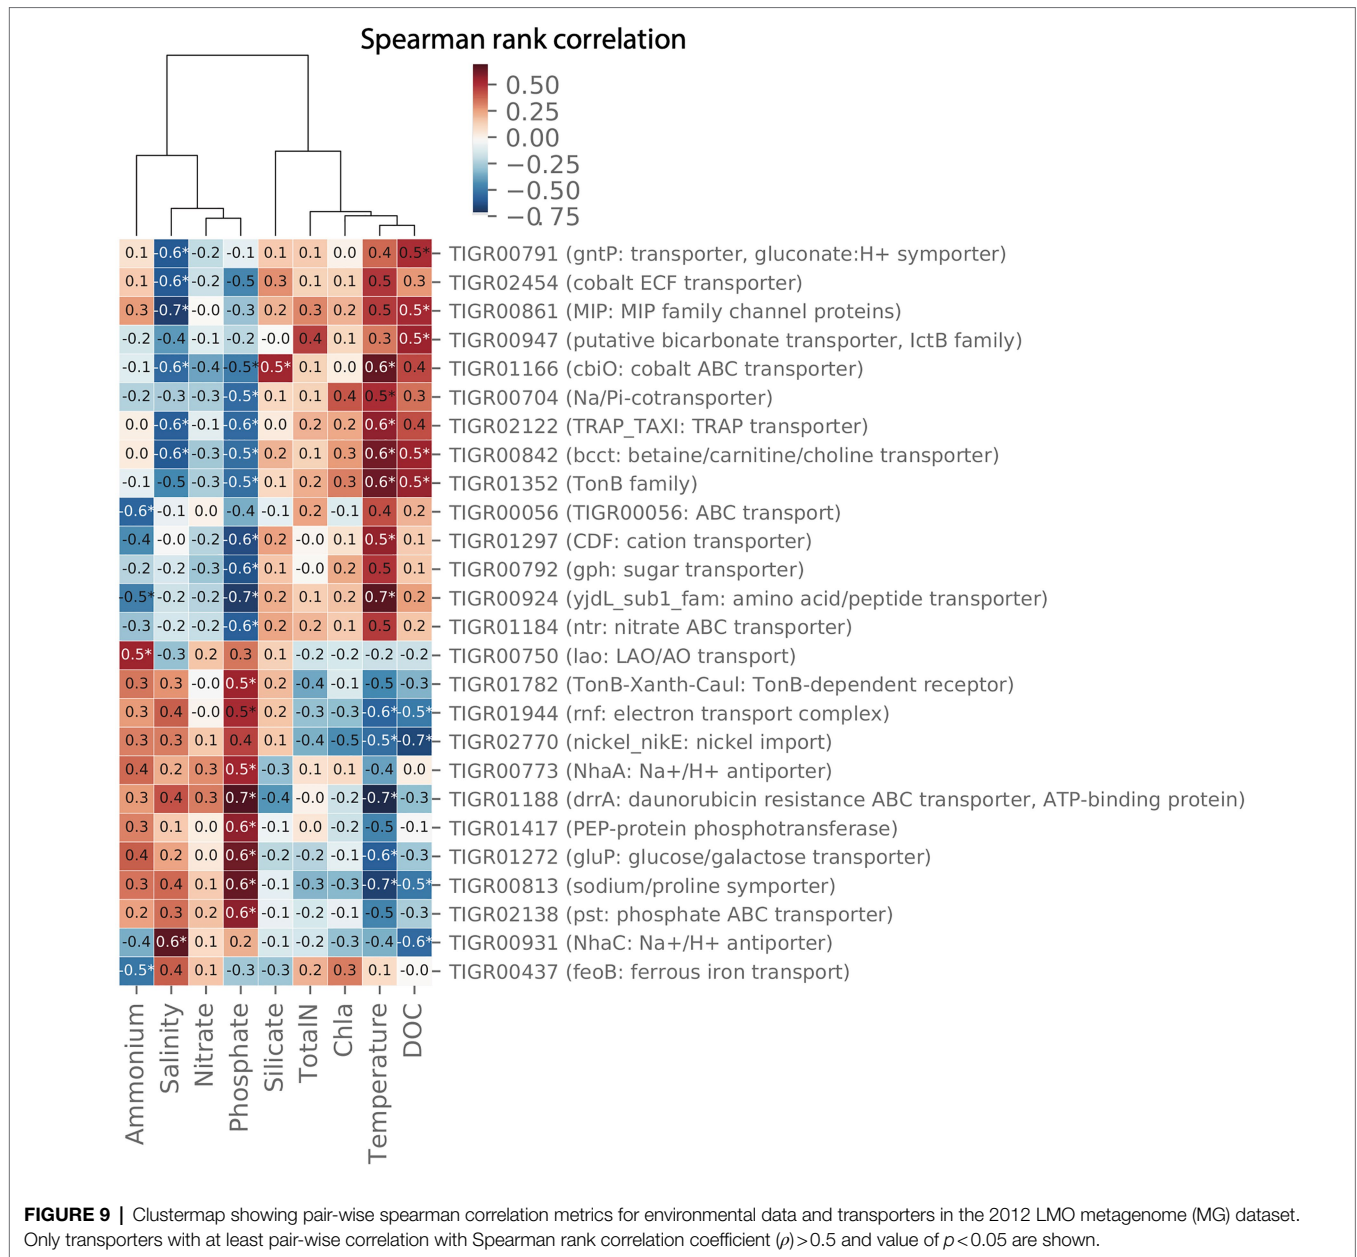 Spearman rank correlation
0.50
0.25
0.00
−0.25
−0.50
−0.75
0.1 -0.6* -0.2 -0.1 0.1 0.1 0.0 0.4 0.5* TIGR00791 (gntP: transporter, gluconate:H+ symporter)
0.1 -0.6* -0.2 -0.5 0.3 0.1 0.1 0.5 0.3 TIGR02454 (cobalt ECF transporter)
0.3 -0.7* -0.0 -0.3 0.2 0.3 0.2 0.5 0.5* TIGR00861 (MIP: MIP family channel proteins)
-0.2 -0.4 -0.1 -0.2 -0.0 0.4 0.1 0.3 0.5* TIGR00947 (putative bicarbonate transporter, IctB family)
-0.1 -0.6* -0.4 -0.5* 0.5* 0.1 0.0 0.6* 0.4 TIGR01166 (cbiO: cobalt ABC transporter)
-0.2 -0.3 -0.3 -0.5* 0.1 0.1 0.4 0.5* 0.3 TIGR00704 (Na/Pi-cotransporter)
0.0 -0.6* -0.1 -0.6* 0.0 0.2 0.2 0.6* 0.4 TIGR02122 (TRAP_TAXI: TRAP transporter)
0.0 -0.6* -0.3 -0.5* 0.2 0.1 0.3 0.6* 0.5* TIGR00842 (bcct: betaine/carnitine/choline transporter)
-0.1 -0.5 -0.3 -0.5* 0.1 0.2 0.3 0.6* 0.5* TIGR01352 (TonB family)
-0.6* -0.1 0.0 -0.4 -0.1 0.2 -0.1 0.4 0.2 TIGR00056 (TIGR00056: ABC transport)
-0.4 -0.0 -0.2 -0.6* 0.2 -0.0 0.1 0.5* 0.1 TIGR01297 (CDF: cation transporter)
-0.2 -0.2 -0.3 -0.6* 0.1 -0.0 0.2 0.5 0.1 TIGR00792 (gph: sugar transporter)
-0.5* -0.2 -0.2 -0.7* 0.2 0.1 0.2 0.7* 0.2 TIGR00924 (yjdL_sub1_fam: amino acid/peptide transporter)
-0.3 -0.2 -0.2 -0.6* 0.2 0.2 0.1 0.5 0.2 TIGR01184 (ntr: nitrate ABC transporter)
0.5* -0.3 0.2 0.3 0.1 -0.2 -0.2 -0.2 -0.2 TIGR00750 (lao: LAO/AO transport)
0.3 0.3 -0.0 0.5* 0.2 -0.4 -0.1 -0.5 -0.3 TIGR01782 (TonB-Xanth-Caul: TonB-dependent receptor)
0.3 0.4 -0.0 0.5* 0.2 -0.3 -0.3 -0.6* -0.5* TIGR01944 (rnf: electron transport complex)
0.3 0.3 0.1 0.4 0.1 -0.4 -0.5 -0.5* -0.7* TIGR02770 (nickel_nikE: nickel import)
0.4 0.2 0.3 0.5* -0.3 0.1 0.1 -0.4 0.0 TIGR00773 (NhaA: Na+/H+ antiporter)
0.3 0.4 0.3 0.7* -0.4 -0.0 -0.2 -0.7* -0.3 TIGR01188 (drrA: daunorubicin resistance ABC transporter, ATP-binding protein)
0.3 0.1 0.0 0.6* -0.1 0.0 -0.2 -0.5 -0.1 TIGR01417 (PEP-protein phosphotransferase)
0.4 0.2 0.0 0.6* -0.2 -0.2 -0.1 -0.6* -0.3 TIGR01272 (gluP: glucose/galactose transporter)
0.3 0.4 0.1 0.6* -0.1 -0.3 -0.3 -0.7* -0.5* TIGR00813 (sodium/proline symporter)
0.2 0.3 0.2 0.6* -0.1 -0.2 -0.1 -0.5 -0.3 TIGR02138 (pst: phosphate ABC transporter)
-0.4 0.6* 0.1 0.2 -0.1 -0.2 -0.3 -0.4 -0.6* TIGR00931 (NhaC: Na+/H+ antiporter)
-0.5* 0.4 0.1 -0.3 -0.3 0.2 0.3 0.1 -0.0 TIGR00437 (feoB: ferrous iron transport)
Ammonium
Salinity
Nitrate
Phosphate
Silicate
TotalN
Chla
Temperature
DOC
FIGURE 9 | Clustermap showing pair-wise spearman correlation metrics for environmental data and transporters in the 2012 LMO metagenome (MG) dataset.
Only transporters with at least pair-wise correlation with Spearman rank correlation coefficient (ρ) > 0.5 and value of p < 0.05 are shown.